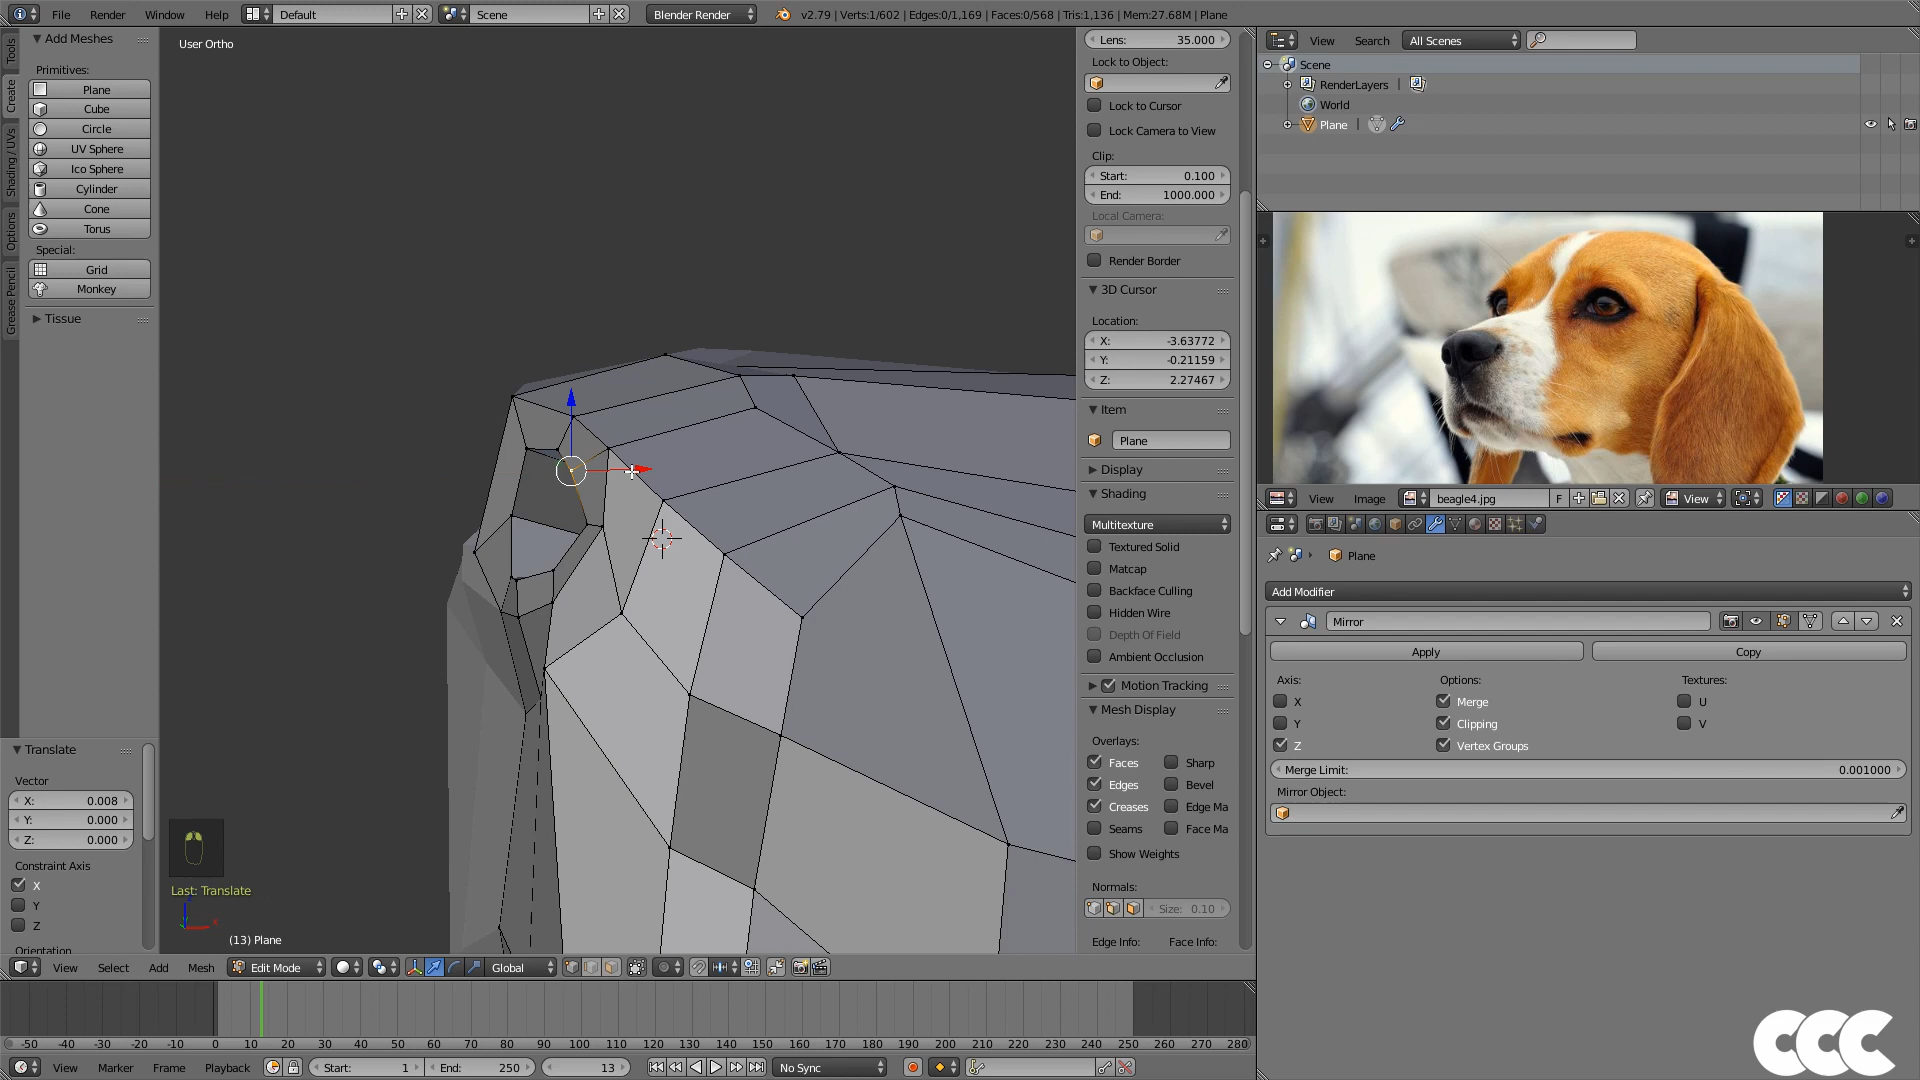 File Render Window Help Default Scene Blender Render v2.79 | Verts:1/602 | Edges:0/1,169 | Faces:0/568 | Tris:1,136 | Mem:27.68M | Plane
Tools
Create
Shading / UVs
Options
Grease Pencil
Add Meshes
Primitives:
Plane
Cube
Circle
UV Sphere
Ico Sphere
Cylinder
Cone
Torus
Special:
Grid
Monkey
Tissue
Translate
Vector
X: 0.008
Y: 0.000
Z: 0.000
Constraint Axis
X
Y
Z
Orientation
User Ortho
Last: Translate
(13) Plane
Lens: 35.000
Lock to Object:
Lock to Cursor
Lock Camera to View
Clip:
Start: 0.100
End: 1000.000
Local Camera:
Render Border
3D Cursor
Location:
X: -3.63772
Y: -0.21159
Z: 2.27467
Item
Plane
Display
Shading
Multitexture
Textured Solid
Matcap
Backface Culling
Hidden Wire
Depth Of Field
Ambient Occlusion
Motion Tracking
Mesh Display
Overlays:
Faces Sharp
Edges Bevel
Creases Edge Ma
Seams Face Ma
Show Weights
Normals:
Size: 0.10
Edge Info: Face Info:
View Search All Scenes
Scene
RenderLayers
World
Plane
View Image beagle4.jpg F View
Plane
Add Modifier
Mirror
Apply Copy
Axis: Options: Textures:
X Merge U
Y Clipping V
Z Vertex Groups
Merge Limit: 0.001000
Mirror Object:
View Select Add Mesh Edit Mode Global
-50 -40 -30 -20 -10 0 10 20 30 40 50 60 70 80 90 100 110 120 130 140 150 160 170 180 190 200 210 220 230 240 250 260 270 280
View Marker Frame Playback Start: 1 End: 250 13 No Sync
CCC